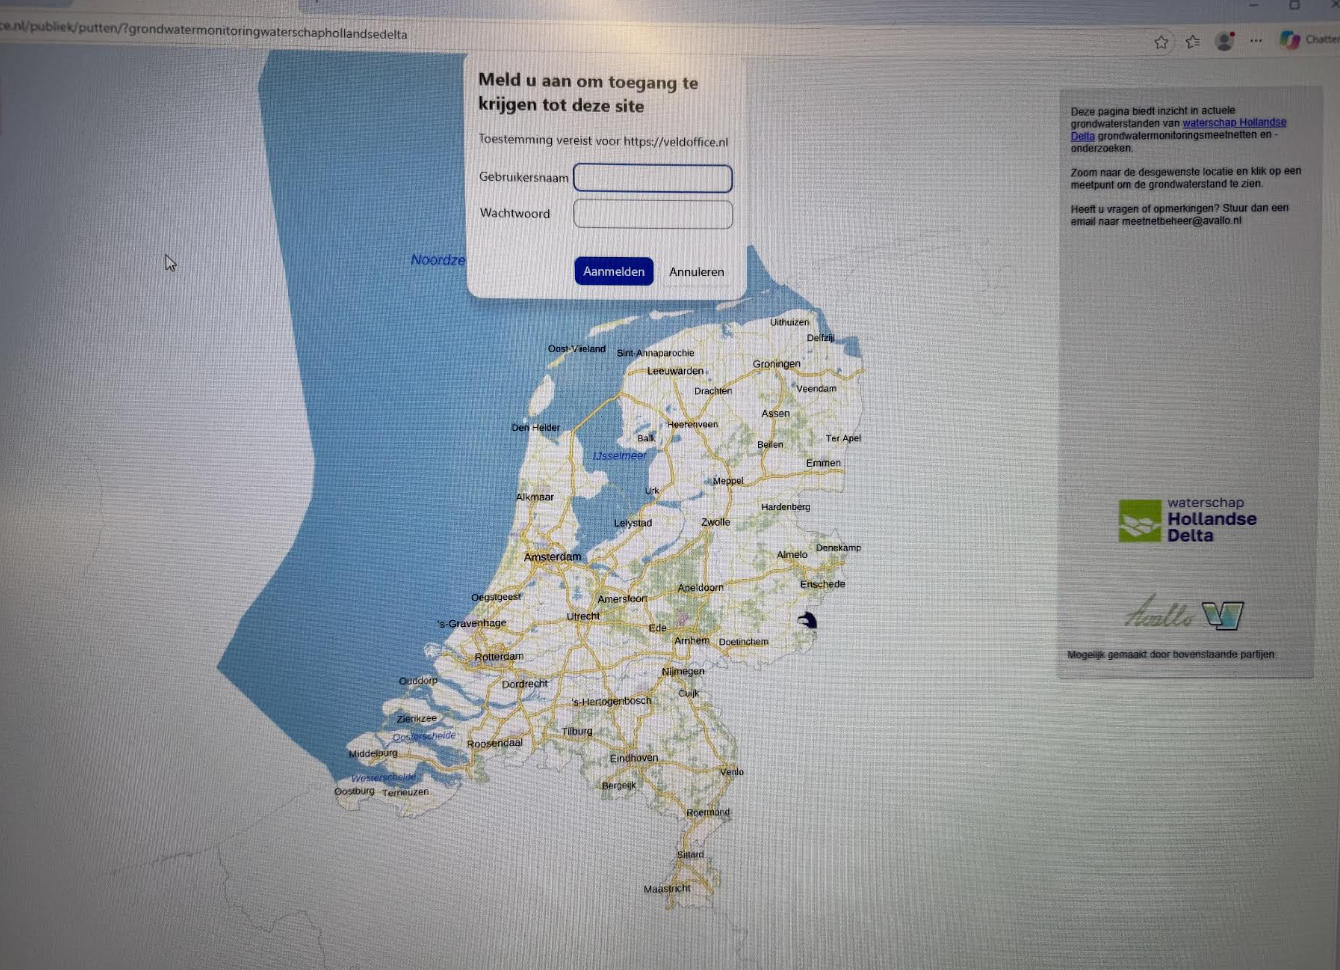 ce.nl/publiek/putten/?grondwatermonitoringwaterschaphollandsedelta
Meld u aan om toegang te
krijgen tot deze site
Toestemming vereist voor https://veldoffice.nl
Gebruikersnaam
Wachtwoord
Aanmelden
Annuleren
Deze pagina biedt inzicht in actuele
grondwaterstanden van waterschap Hollandse
Delta grondwatermonitoringsmeetnetten en -
onderzoeken.
Zoom naar de desgewenste locatie en klik op een
meetpunt om de grondwaterstand te zien.
Heeft u vragen of opmerkingen? Stuur dan een
email naar meetnetbeheer@avallo.nl
Noordze
Uithuizen
Delfzijl
Oost-Vlieland
Sint-Annaparochie
Groningen
Leeuwarden
Drachten
Veendam
Assen
Den Helder
Heerenveen
Balk
Beilen
Ter Apel
IJsselmeer
Emmen
Meppel
Urk
Alkmaar
Hardenberg
Lelystad
Zwolle
Amsterdam
Almelo
Denekamp
Enschede
Apeldoorn
Oegstgeest
Amersfoort
Utrecht
's-Gravenhage
Ede
Arnhem
Doetinchem
Rotterdam
Nijmegen
Ouddorp
Dordrecht
Cuijk
's-Hertogenbosch
Zierikzee
Tilburg
Oosterschelde
Roosendaal
Middelburg
Eindhoven
Venlo
Westerschelde
Bergeijk
Oostburg
Terneuzen
Roermond
Sittard
Maastricht
waterschap
Hollandse
Delta
Avallo
Mogelijk gemaakt door bovenstaande partijen